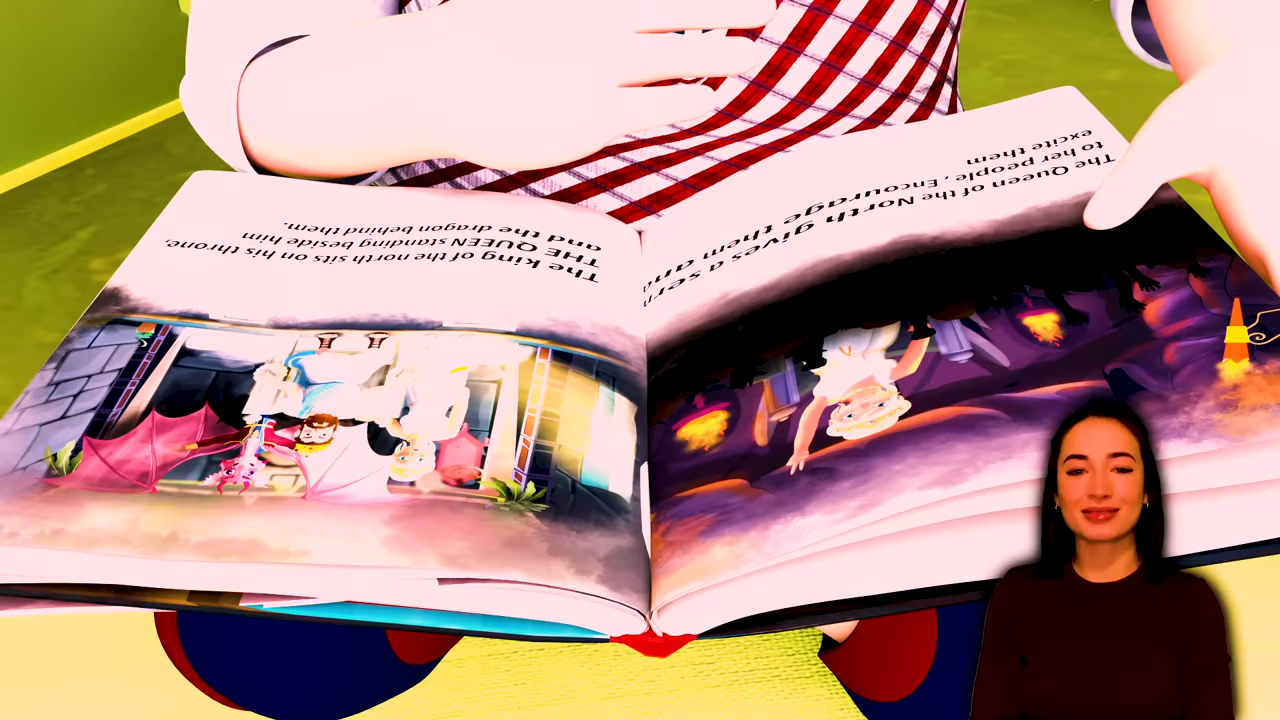 The Queen of the North gives a
to her people, Encourage them and
excite them
The king of the north sits on his throne,
THE QUEEN standing beside him
and the dragon behind them.